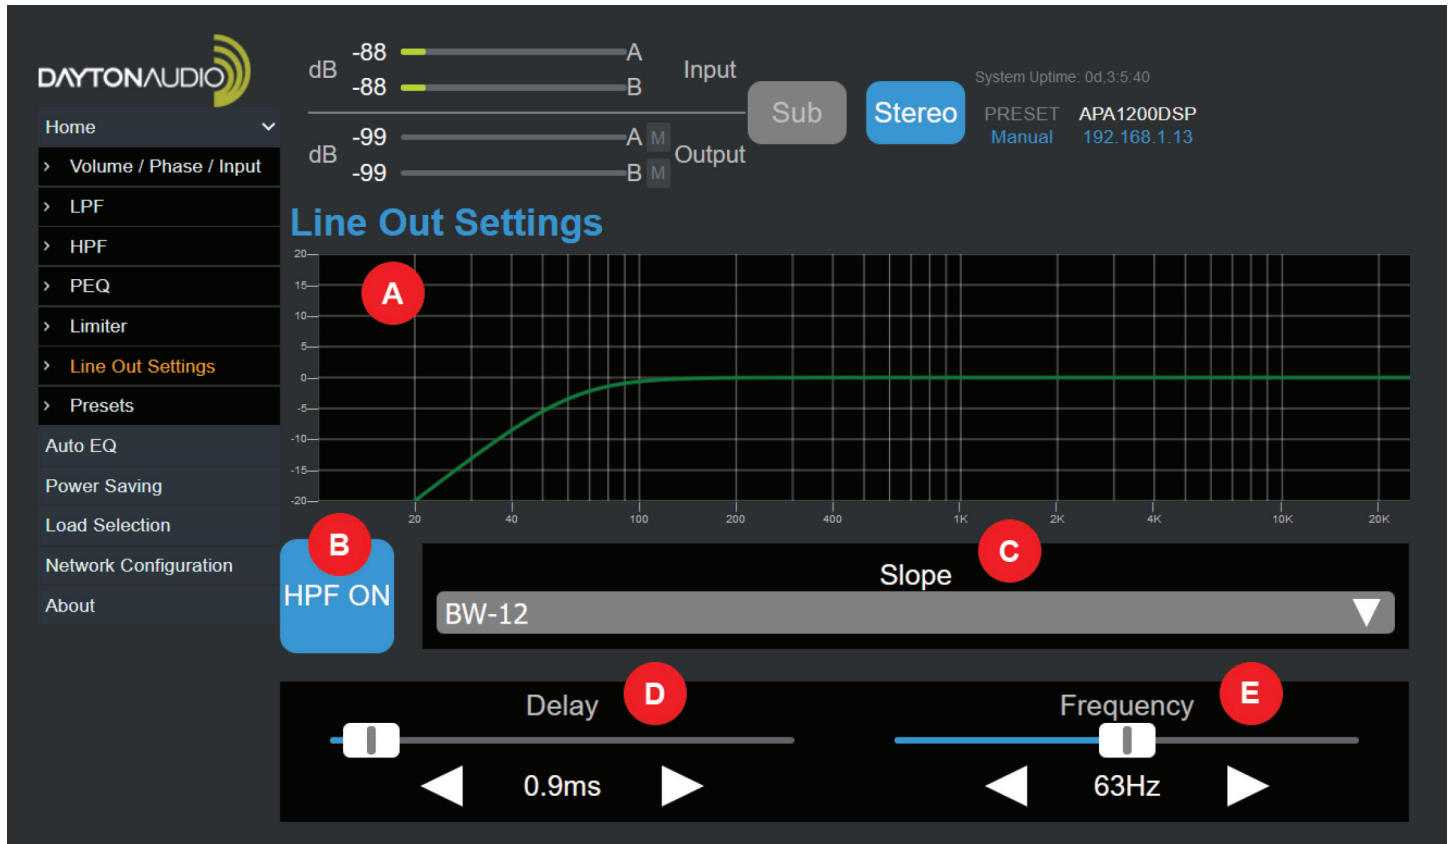 DAYTONAUDIO
dB
-88
A
-88
B
Input
dB
-99
A M
-99
B M
Output
Sub
Stereo
System Uptime: 0d,3:5:40
PRESET APA1200DSP
Manual 192.168.1.13
Home
Volume / Phase / Input
LPF
HPF
PEQ
Limiter
Line Out Settings
Presets
Auto EQ
Power Saving
Load Selection
Network Configuration
About
Line Out Settings
A
20
15
10
5
0
-5
-10
-15
-20
20 40 100 200 400 1K 2K 4K 10K 20K
B
HPF ON
C
Slope
BW-12
Delay
D
0.9ms
Frequency
E
63Hz